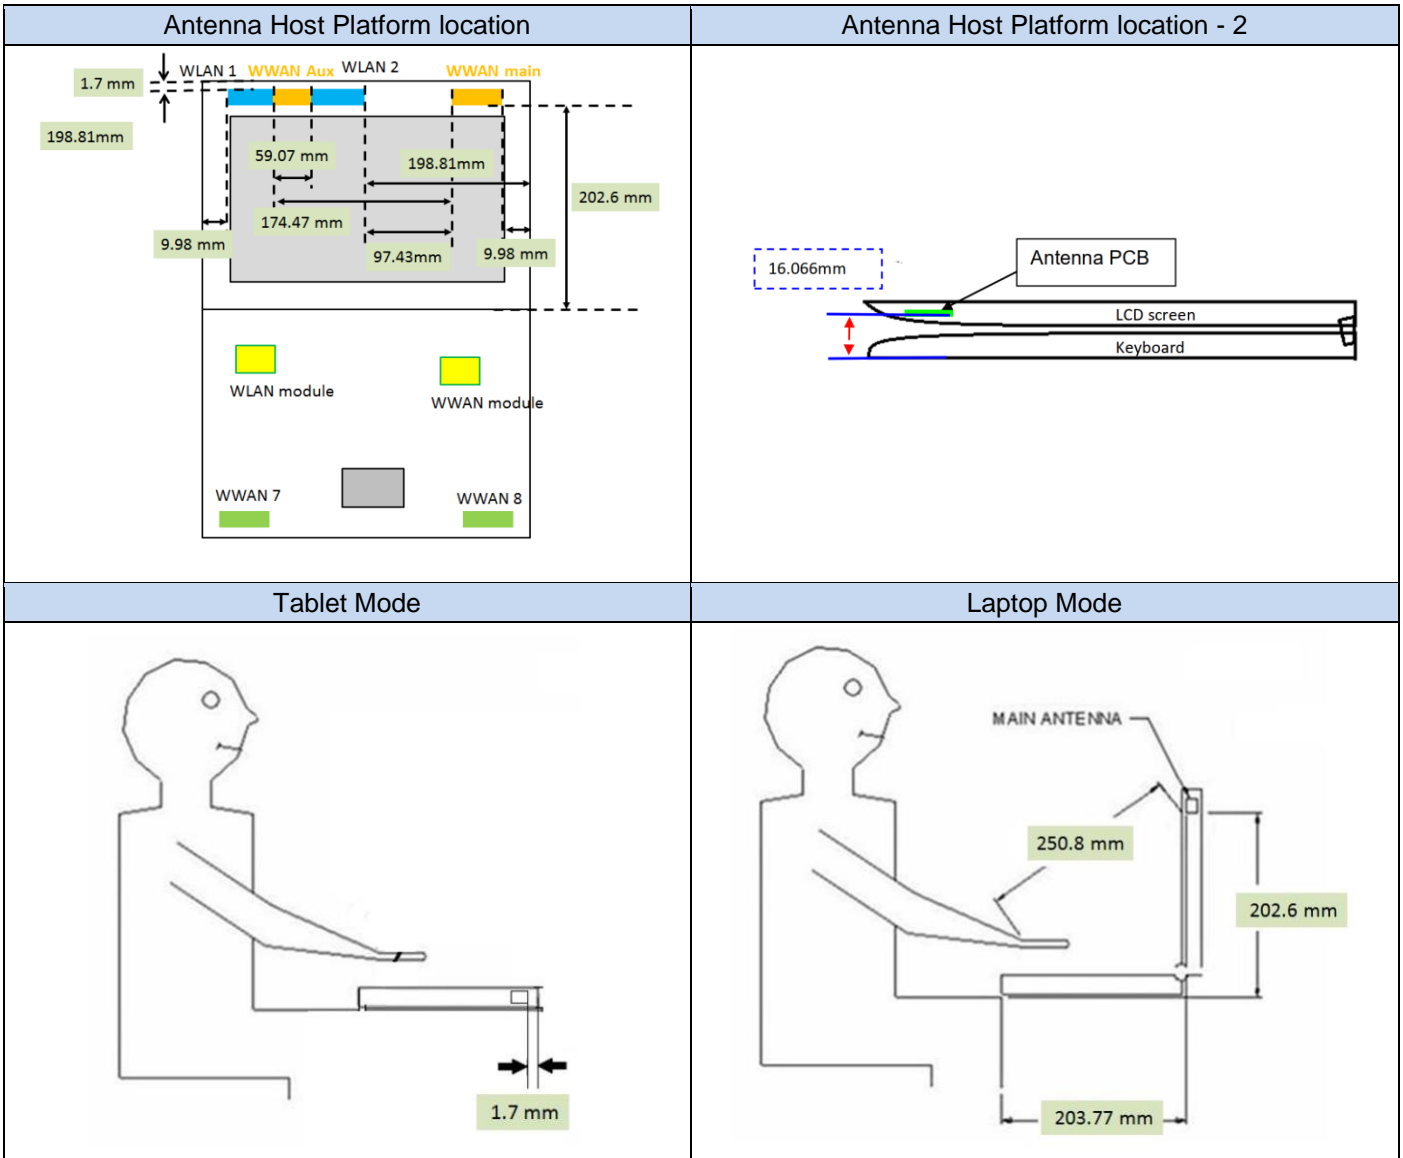 Antenna Host Platform location
Antenna Host Platform location - 2
WLAN 1
WWAN Aux
WLAN 2
WWAN main
1.7 mm
198.81mm
59.07 mm
198.81mm
202.6 mm
174.47 mm
9.98 mm
97.43mm
9.98 mm
WLAN module
WWAN module
WWAN 7
WWAN 8
16.066mm
Antenna PCB
LCD screen
Keyboard
Tablet Mode
Laptop Mode
1.7 mm
MAIN ANTENNA
250.8 mm
202.6 mm
203.77 mm